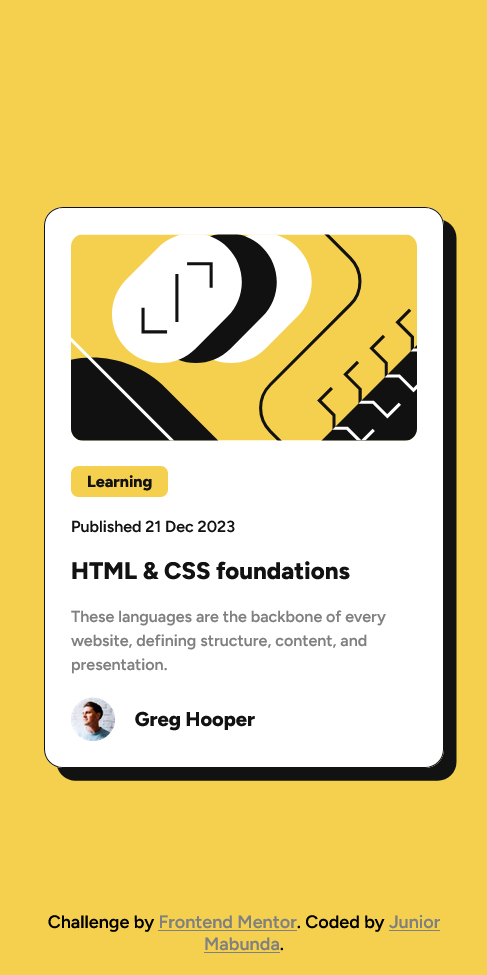 Learning
Published 21 Dec 2023
HTML & CSS foundations
These languages are the backbone of every
website, defining structure, content, and
presentation.
Greg Hooper
Challenge by Frontend Mentor. Coded by Junior
Mabunda.